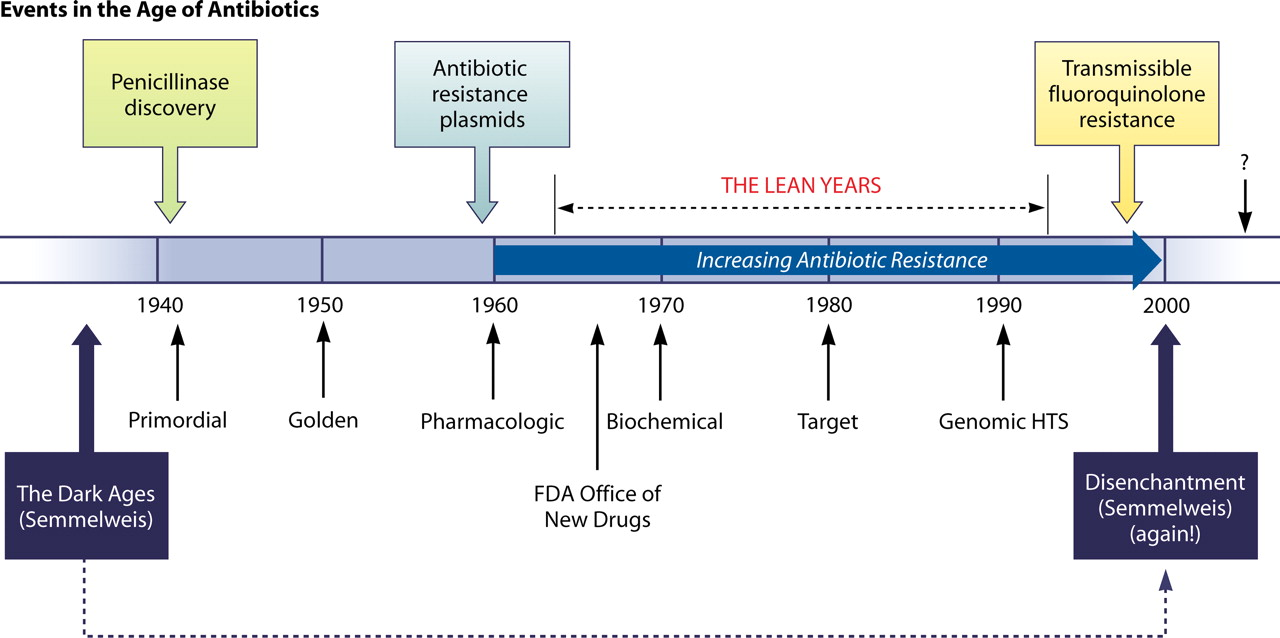 Events in the Age of Antibiotics
Penicillinase
discovery
Antibiotic
resistance
plasmids
Transmissible
fluoroquinolone
resistance
?
THE LEAN YEARS
Increasing Antibiotic Resistance
1940
1950
1960
1970
1980
1990
2000
Primordial
Golden
Pharmacologic
Biochemical
Target
Genomic HTS
FDA Office of
New Drugs
The Dark Ages
(Semmelweis)
Disenchantment
(Semmelweis)
(again!)